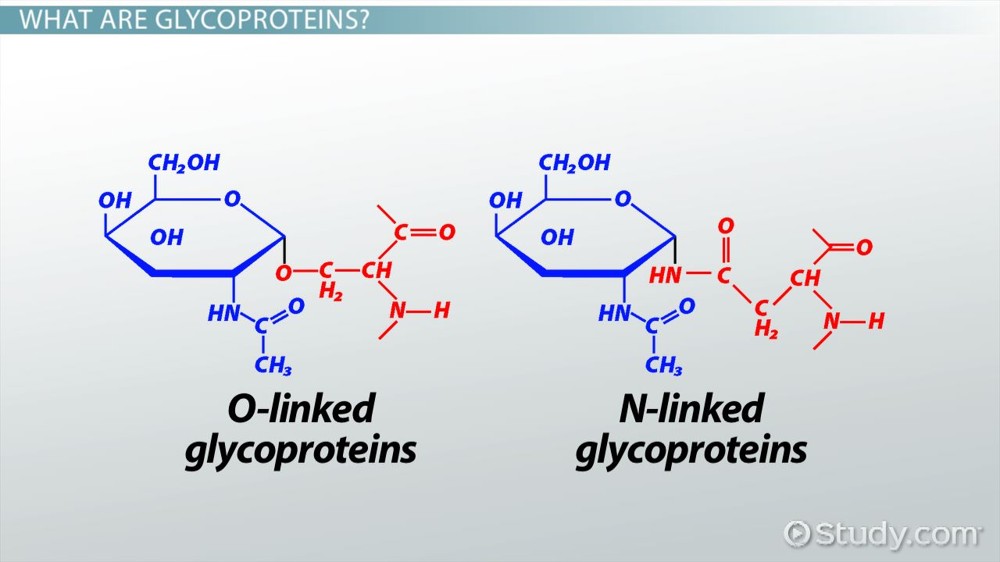 WHAT ARE GLYCOPROTEINS?
CH₂OH
OH
O
OH
O
C
H₂
CH
C=O
N—H
HN
C
O
CH₃
O-linked
glycoproteins
CH₂OH
OH
O
OH
HN
C
O
C
H₂
CH
O
N—H
HN
C
O
CH₃
N-linked
glycoproteins
Study.com